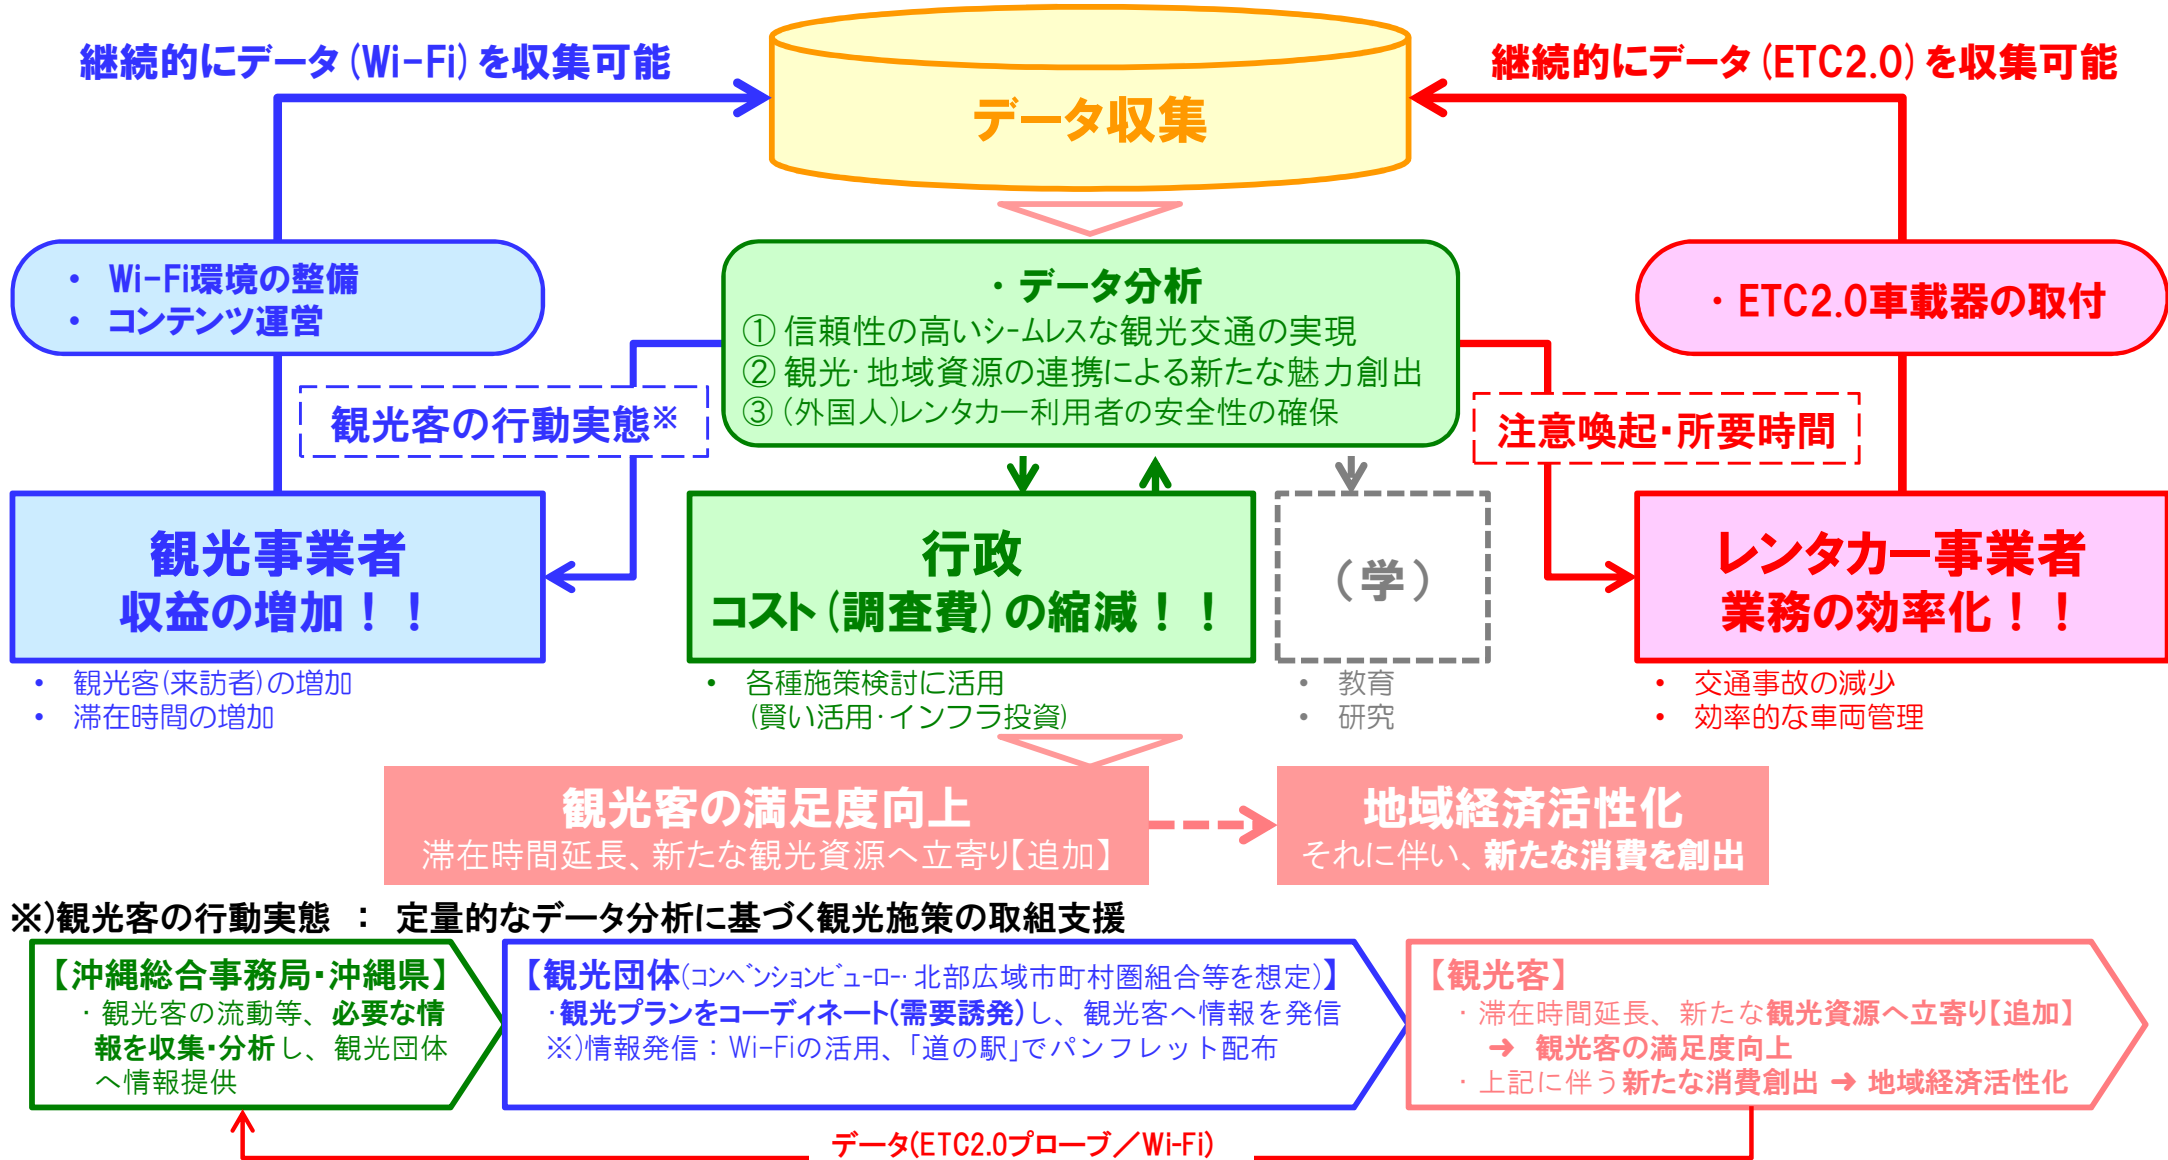 継続的にデータ(Wi-Fi)を収集可能
継続的にデータ(ETC2.0)を収集可能
データ収集
・ Wi-Fi環境の整備
・ コンテンツ運営
・データ分析
① 信頼性の高いシームレスな観光交通の実現
② 観光・地域資源の連携による新たな魅力創出
③ (外国人)レンタカー利用者の安全性の確保
・ETC2.0車載器の取付
観光客の行動実態※
注意喚起・所要時間
観光事業者
収益の増加!!
行政
コスト(調査費)の縮減!!
(学)
レンタカー事業者
業務の効率化!!
・ 観光客(来訪者)の増加
・ 滞在時間の増加
・ 各種施策検討に活用
(賢い活用・インフラ投資)
・ 教育
・ 研究
・ 交通事故の減少
・ 効率的な車両管理
観光客の満足度向上
滞在時間延長、新たな観光資源へ立寄り【追加】
地域経済活性化
それに伴い、新たな消費を創出
※)観光客の行動実態 : 定量的なデータ分析に基づく観光施策の取組支援
【沖縄総合事務局・沖縄県】
・観光客の流動等、必要な情
報を収集・分析し、観光団体
へ情報提供
【観光団体(コンベンションビューロー・北部広域市町村圏組合等を想定)】
・観光プランをコーディネート(需要誘発)し、観光客へ情報を発信
※)情報発信:Wi-Fiの活用、「道の駅」でパンフレット配布
【観光客】
・滞在時間延長、新たな観光資源へ立寄り【追加】
➜ 観光客の満足度向上
・上記に伴う新たな消費創出 ➜ 地域経済活性化
データ(ETC2.0プローブ/Wi-Fi)